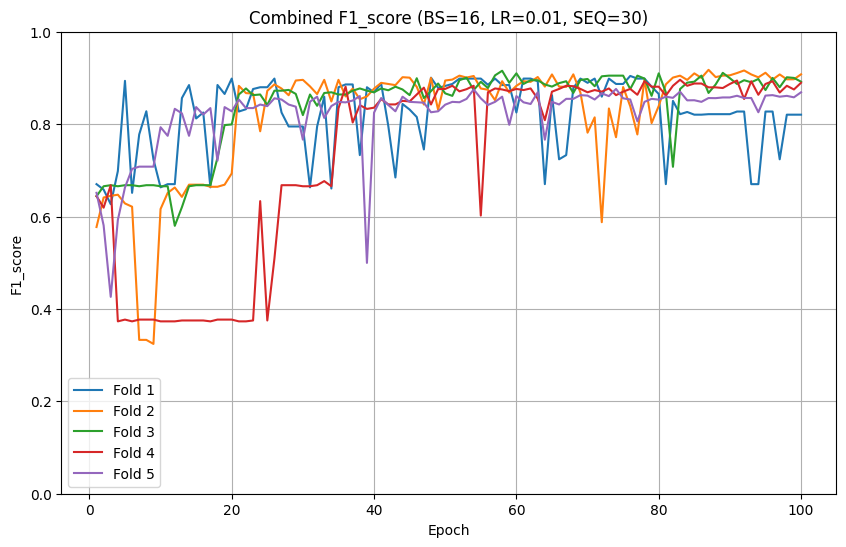 Combined F1_score (BS=16, LR=0.01, SEQ=30)
1.0
0.8
0.6
0.4
0.2
0.0
F1_score
Fold 1
Fold 2
Fold 3
Fold 4
Fold 5
0 20 40 60 80 100
Epoch